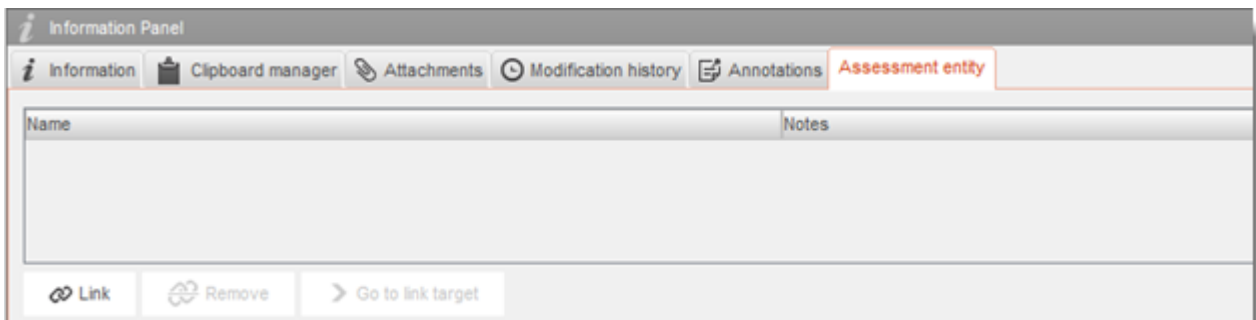 Information Panel
Information Clipboard manager Attachments Modification history Annotations Assessment entity
Name Notes
Link Remove Go to link target